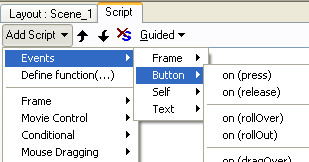 Layout : Scene_1
Script
Add Script
Guided
Events
Define function(...)
Frame
Movie Control
Conditional
Mouse Dragging
Frame
Button
Self
Text
on (press)
on (release)
on (rollOver)
on (rollOut)
on (dragOver)